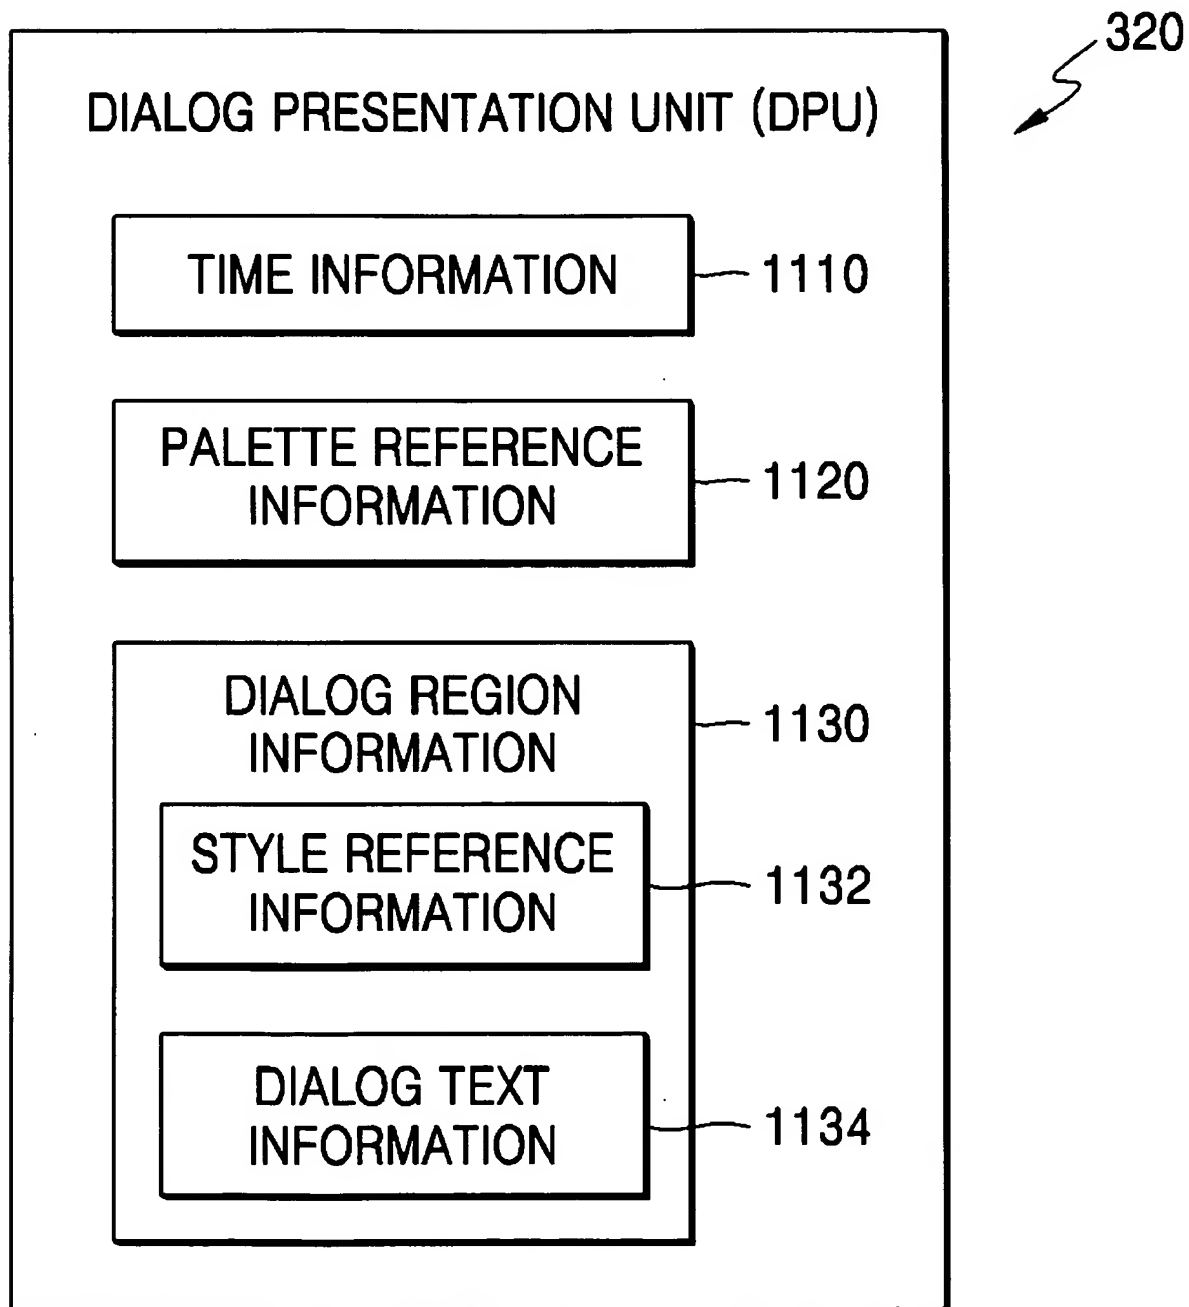 320
DIALOG PRESENTATION UNIT (DPU)
TIME INFORMATION
1110
PALETTE REFERENCE
INFORMATION
1120
DIALOG REGION
INFORMATION
1130
STYLE REFERENCE
INFORMATION
1132
DIALOG TEXT
INFORMATION
1134